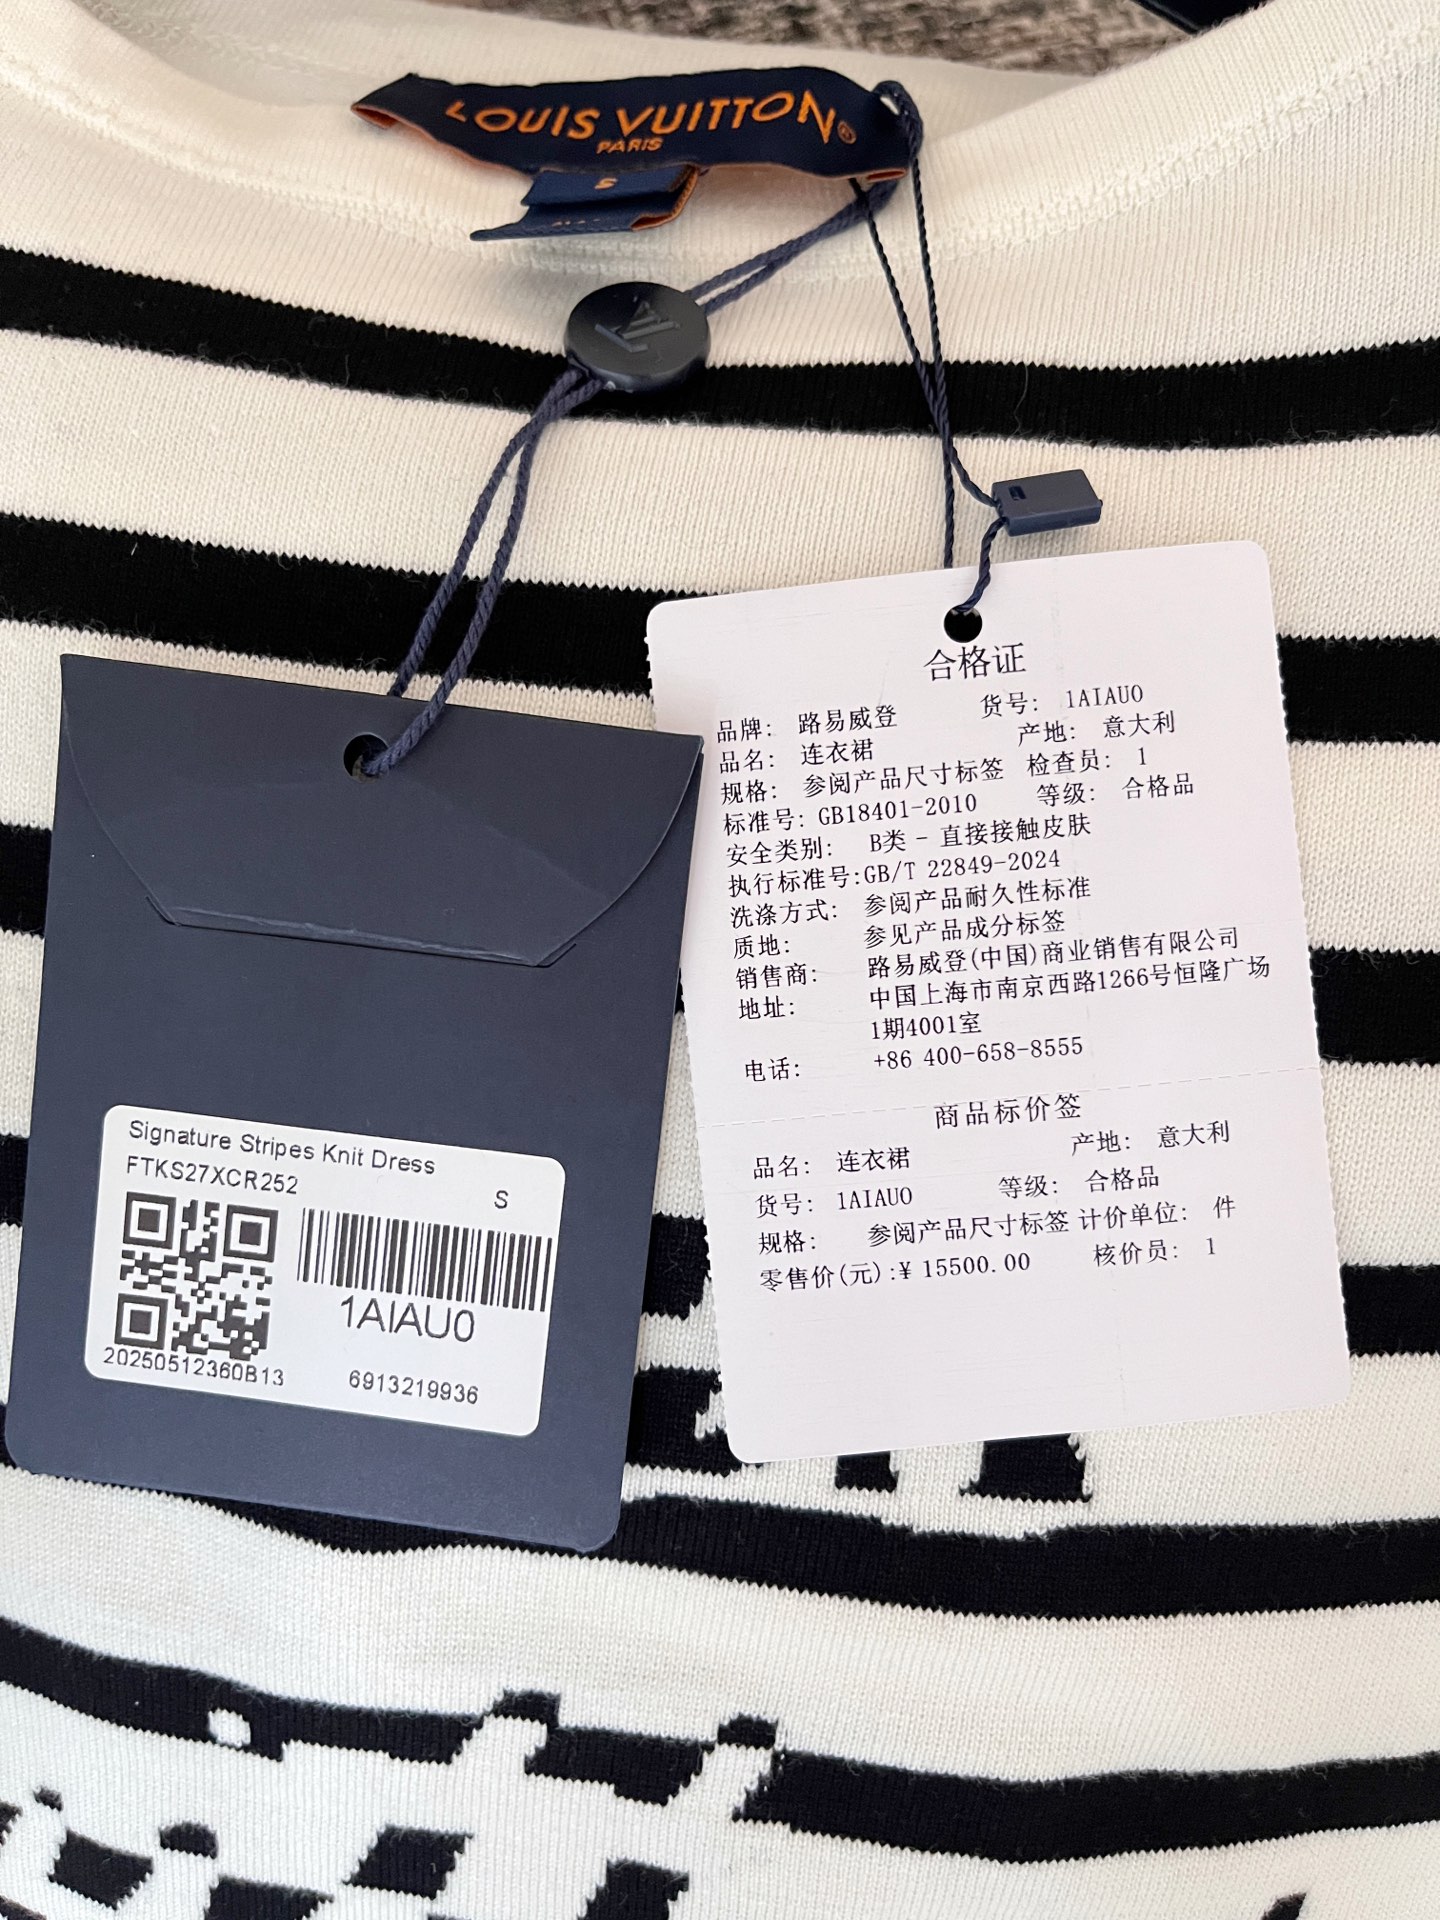 LOUIS VUITTON®
PARIS
S
合格证
品牌: 路易威登 货号: 1AIAU0
品名: 连衣裙 产地: 意大利
规格: 参阅产品尺寸标签 检查员: 1
标准号: GB18401-2010 等级: 合格品
安全类别: B类 - 直接接触皮肤
执行标准号:GB/T 22849-2024
洗涤方式: 参阅产品耐久性标准
质地: 参见产品成分标签
销售商: 路易威登(中国)商业销售有限公司
地址: 中国上海市南京西路1266号恒隆广场
1期4001室
电话: +86 400-658-8555
商品标价签
品名: 连衣裙 产地: 意大利
货号: 1AIAU0 等级: 合格品
规格: 参阅产品尺寸标签 计价单位: 件
零售价(元):¥ 15500.00 核价员: 1
Signature Stripes Knit Dress
FTKS27XCR252 S
1AIAU0
20250512360B13 6913219936